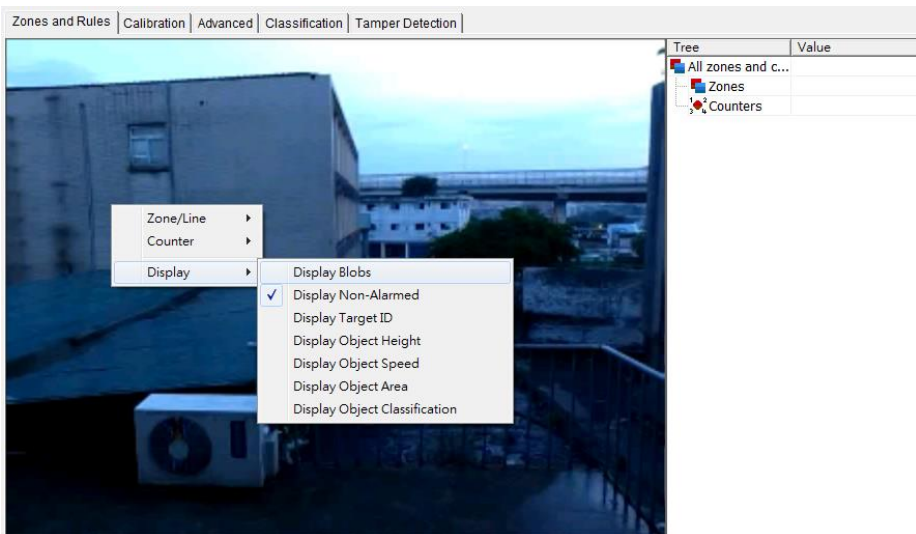 Zones and Rules Calibration Advanced Classification Tamper Detection
Tree Value
All zones and c...
Zones
Counters
Zone/Line
Counter
Display
Display Blobs
Display Non-Alarmed
Display Target ID
Display Object Height
Display Object Speed
Display Object Area
Display Object Classification